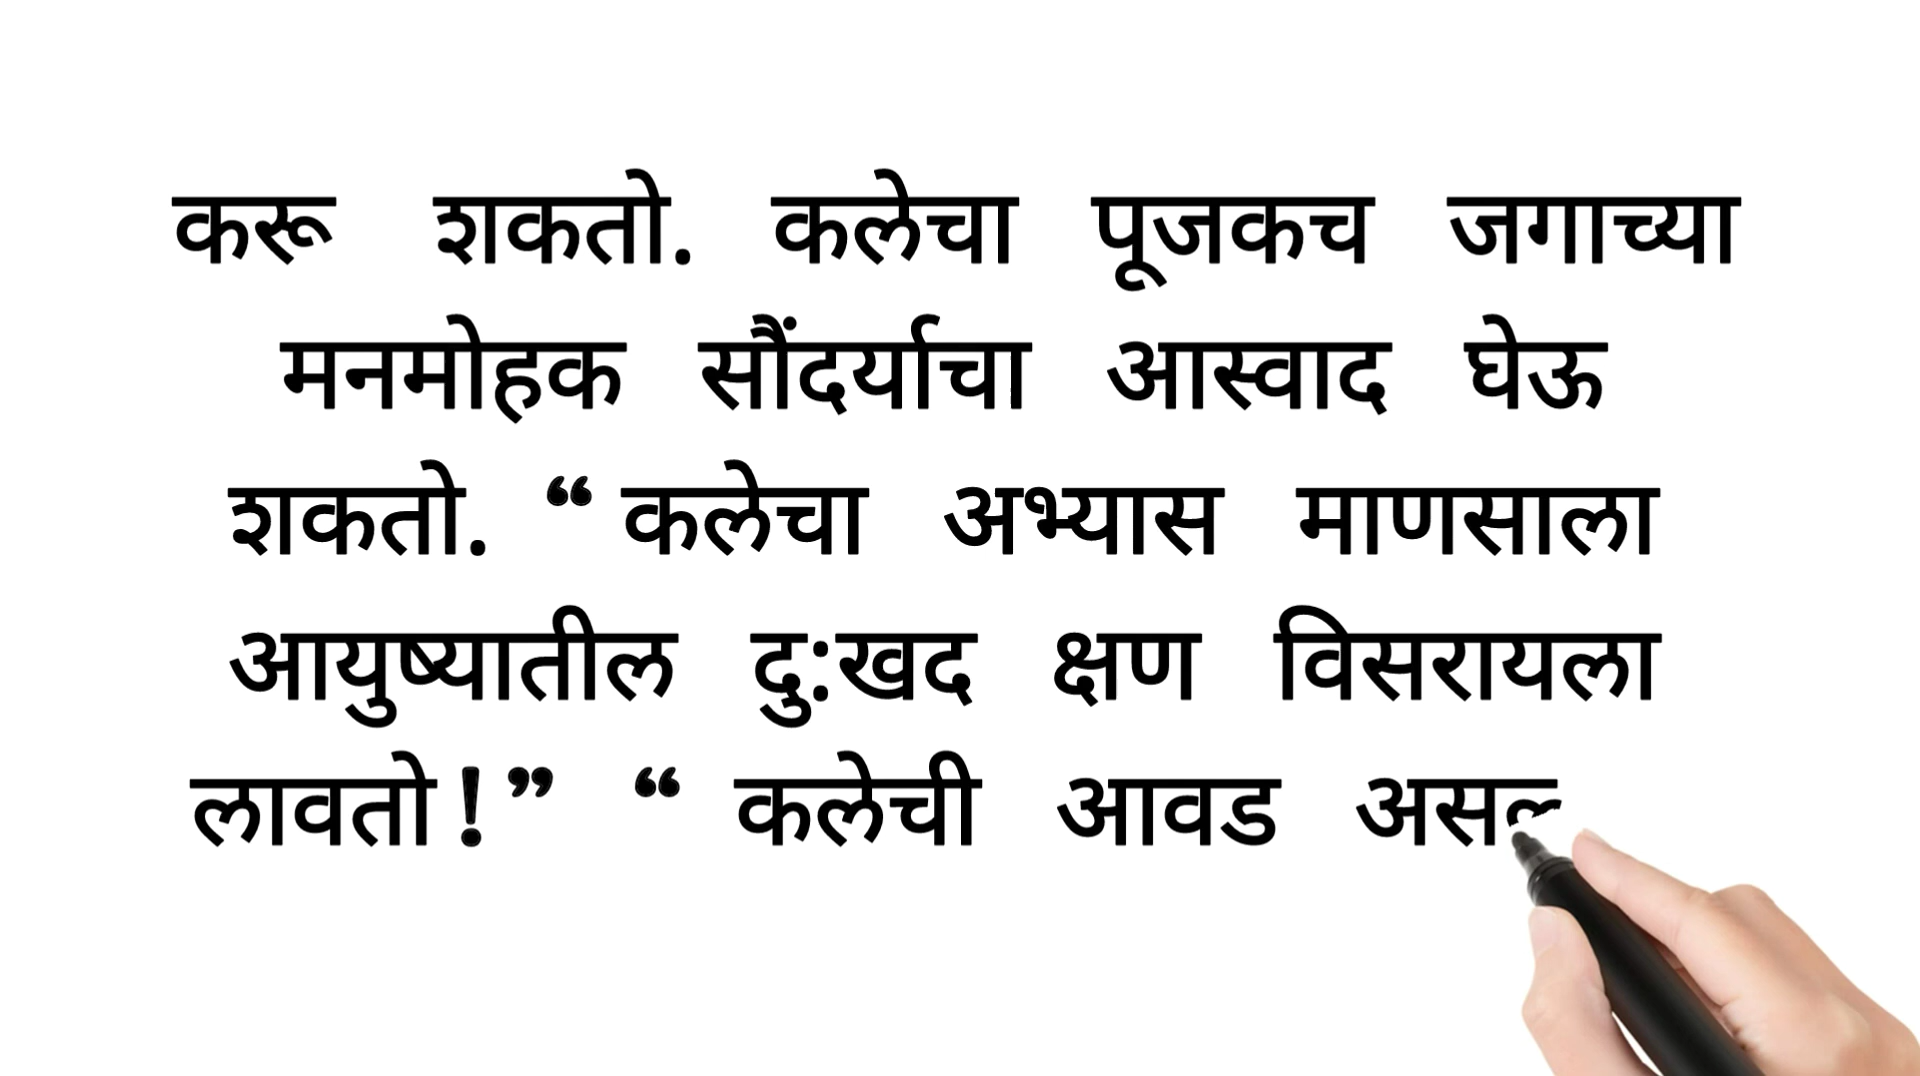 करू शकतो. कलेचा पूजकच जगाच्या
मनमोहक सौंदर्याचा आस्वाद घेऊ
शकतो. “ कलेचा अभ्यास माणसाला
आयुष्यातील दु:खद क्षण विसरायला
लावतो!” “ कलेची आवड